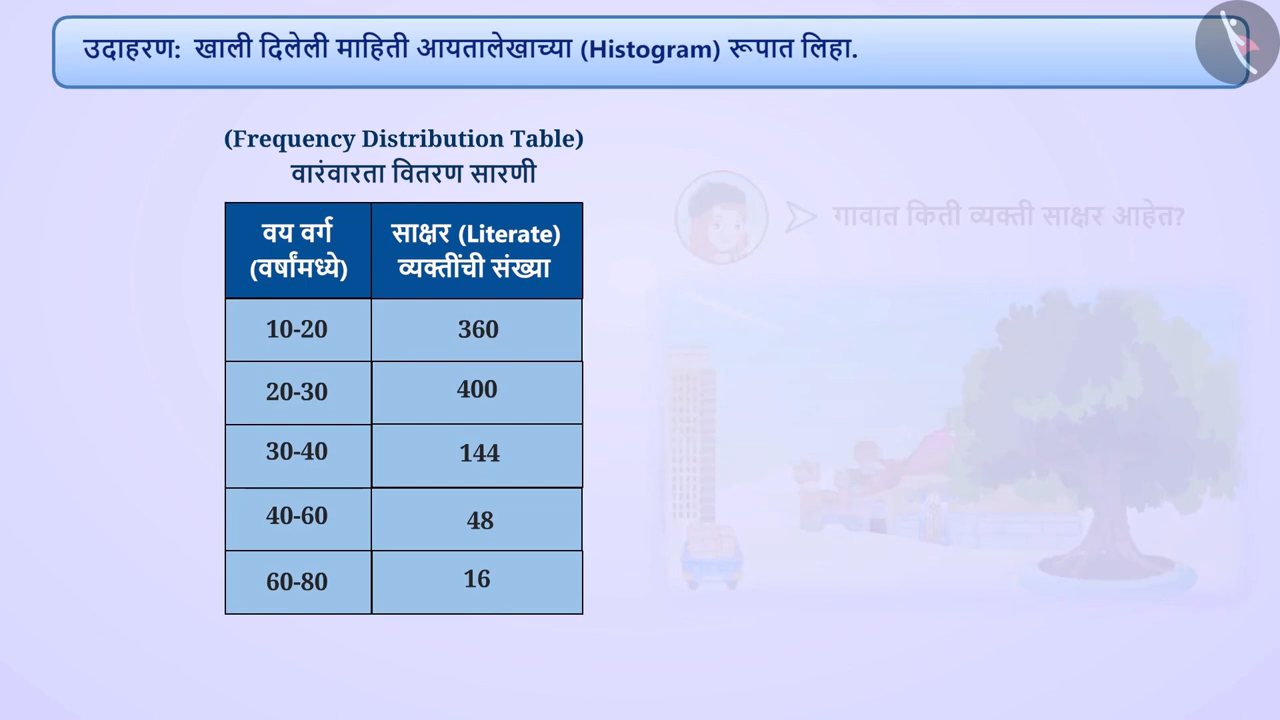 उदाहरण: खाली दिलेली माहिती आयतालेखाच्या (Histogram) रूपात लिहा.
(Frequency Distribution Table)
वारंवारता वितरण सारणी
वय वर्ग
(वर्षांमध्ये)
साक्षर (Literate)
व्यक्तींची संख्या
10-20 360
20-30 400
30-40 144
40-60 48
60-80 16
गावात किती व्यक्ती साक्षर आहेत?